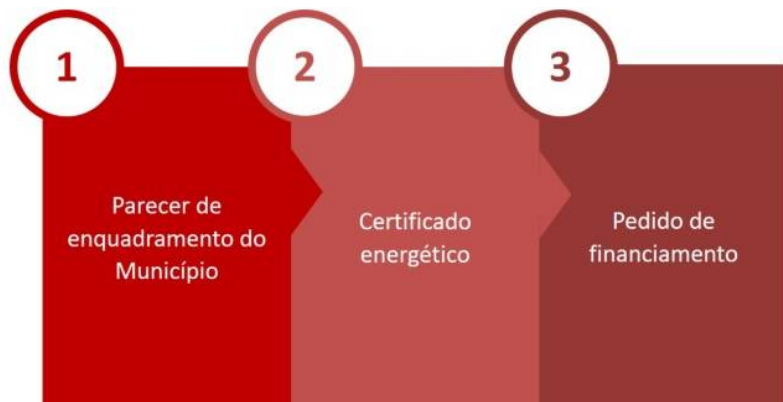 1
Parecer de
enquadramento do
Município
2
Certificado
energético
3
Pedido de
financiamento